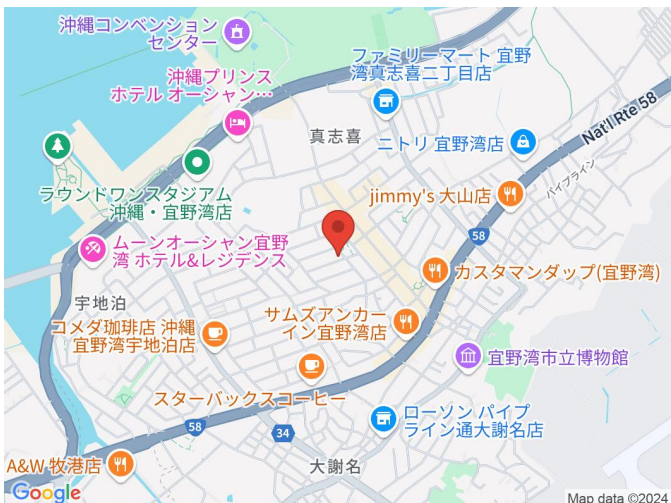 沖縄コンベンション
センター
ファミリーマート 宜野
湾真志喜二丁目店
沖縄プリンス
ホテル オーシャン…
真志喜
ニトリ 宜野湾店
Nat'l Rte 58
パイプライン
ラウンドワンスタジアム
沖縄・宜野湾店
jimmy's 大山店
58
ムーンオーシャン宜野
湾 ホテル&レジデンス
カスタマンダップ(宜野湾)
宇地泊
コメダ珈琲店 沖縄
宜野湾宇地泊店
サムズアンカー
イン宜野湾店
宜野湾市立博物館
スターバックスコーヒー
58
34
ローソン パイプ
ライン通大謝名店
A&W 牧港店
大謝名
Google
Map data ©2024